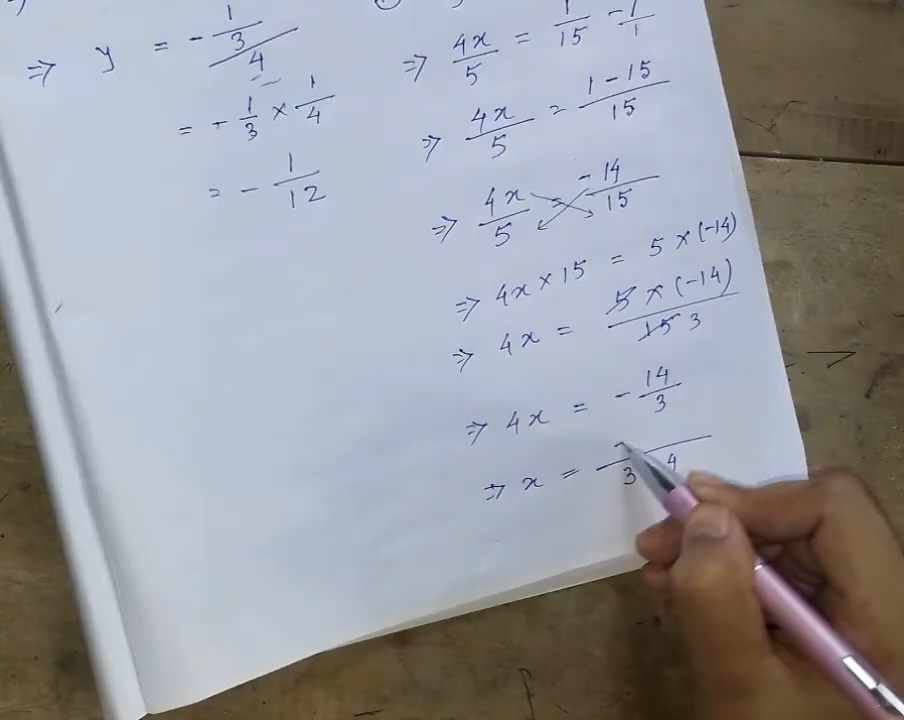 ⇒ y = - 1/3 / 4
= - 1/3 × 1/4
= - 1/12
⇒ 4x/5 = 1/15 - 1/1
⇒ 4x/5 = 1 - 15/15
⇒ 4x/5 = -14/15
⇒ 4x × 15 = 5 × (-14)
⇒ 4x = 5 × (-14)/15 3
⇒ 4x = - 14/3
⇒ x = -/3 4